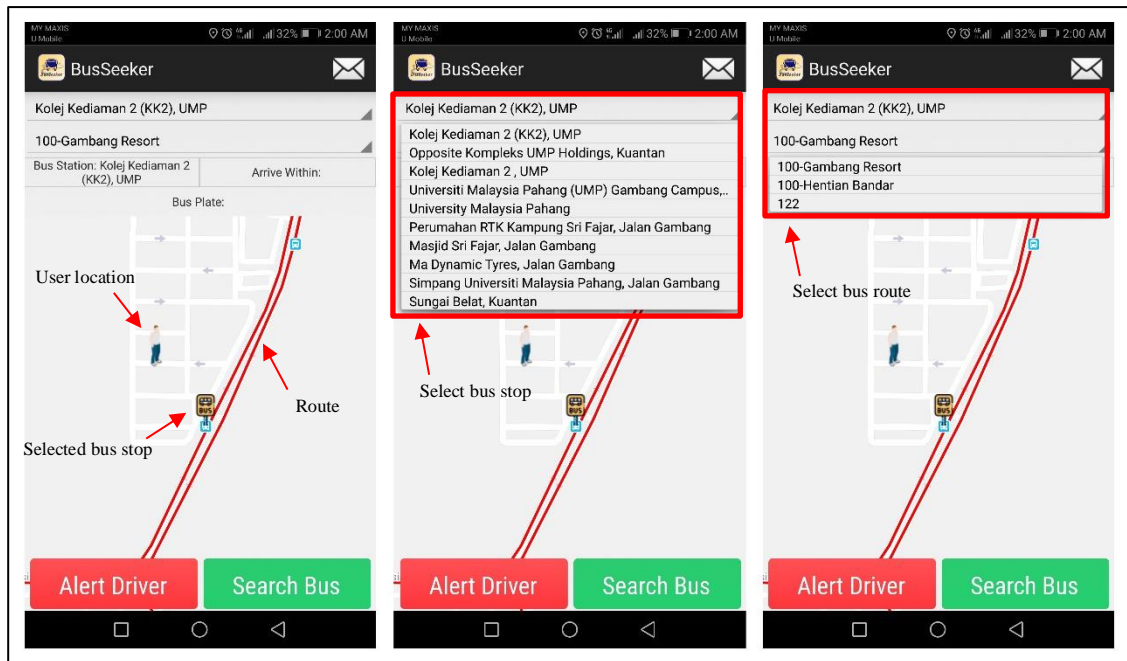 MY MAXIS
U Mobile
4G 32% 2:00 AM
BusSeeker
Kolej Kediaman 2 (KK2), UMP
100-Gambang Resort
Bus Station: Kolej Kediaman 2
(KK2), UMP
Arrive Within:
Bus Plate:
User location
BUS
Route
Selected bus stop
Alert Driver
Search Bus
MY MAXIS
U Mobile
4G 32% 2:00 AM
BusSeeker
Kolej Kediaman 2 (KK2), UMP
Kolej Kediaman 2 (KK2), UMP
Opposite Kompleks UMP Holdings, Kuantan
Kolej Kediaman 2 , UMP
Universiti Malaysia Pahang (UMP) Gambang Campus,..
University Malaysia Pahang
Perumahan RTK Kampung Sri Fajar, Jalan Gambang
Masjid Sri Fajar, Jalan Gambang
Ma Dynamic Tyres, Jalan Gambang
Simpang Universiti Malaysia Pahang, Jalan Gambang
Sungai Belat, Kuantan
Select bus stop
BUS
Alert Driver
Search Bus
MY MAXIS
U Mobile
4G 32% 2:00 AM
BusSeeker
Kolej Kediaman 2 (KK2), UMP
100-Gambang Resort
100-Gambang Resort
100-Hentian Bandar
122
Select bus route
BUS
Alert Driver
Search Bus